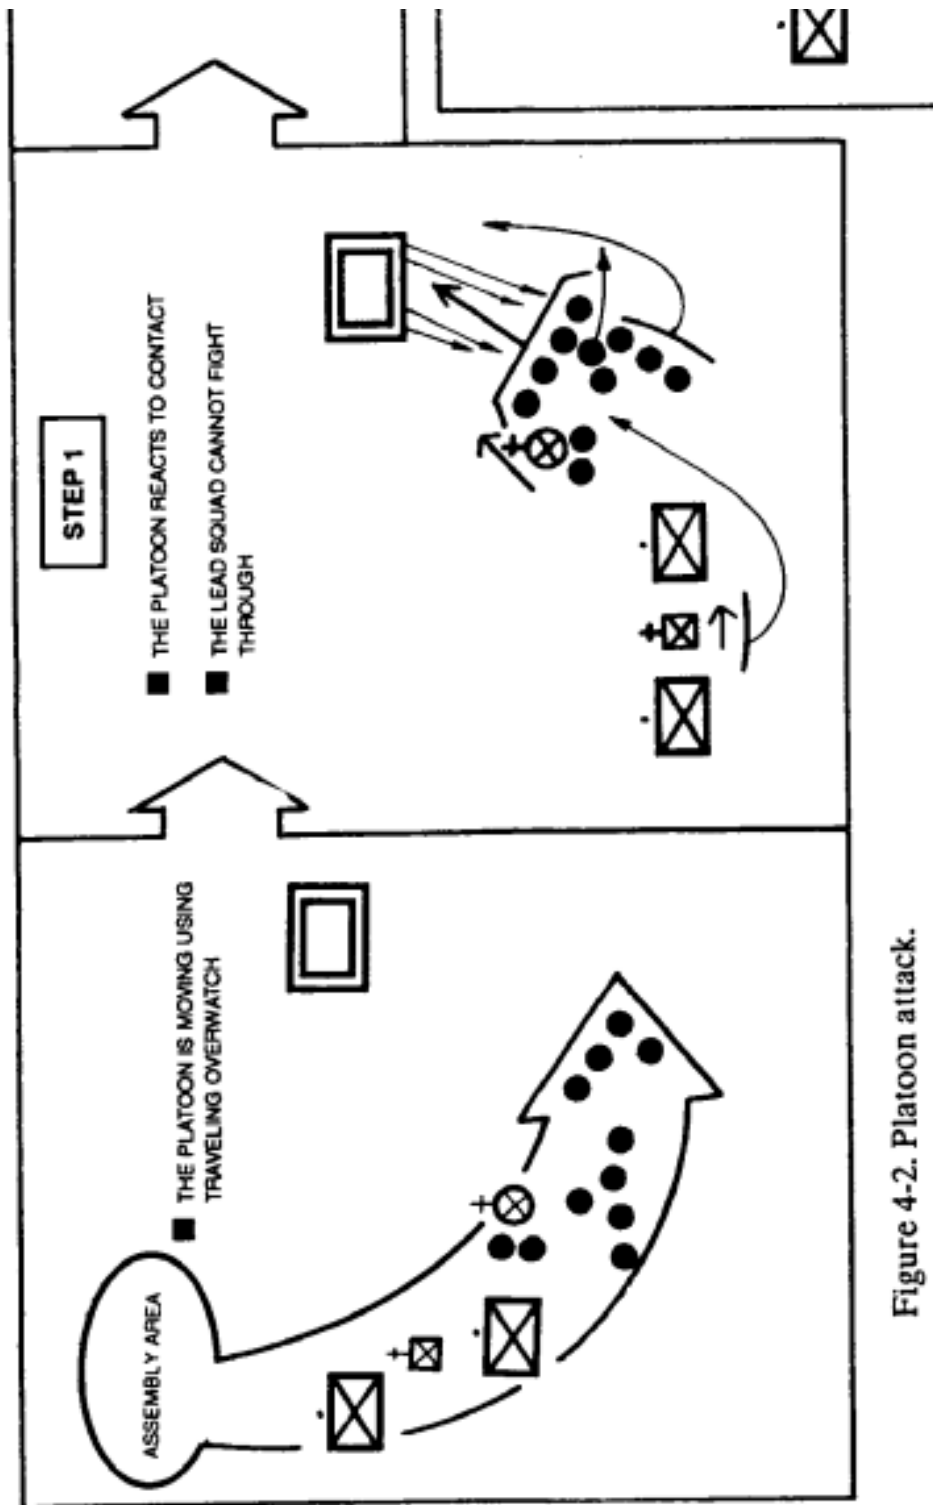 ASSEMBLY AREA
■ THE PLATOON IS MOVING USING
TRAVELING OVERWATCH
STEP 1
■ THE PLATOON REACTS TO CONTACT
■ THE LEAD SQUAD CANNOT FIGHT
THROUGH
Figure 4-2. Platoon attack.